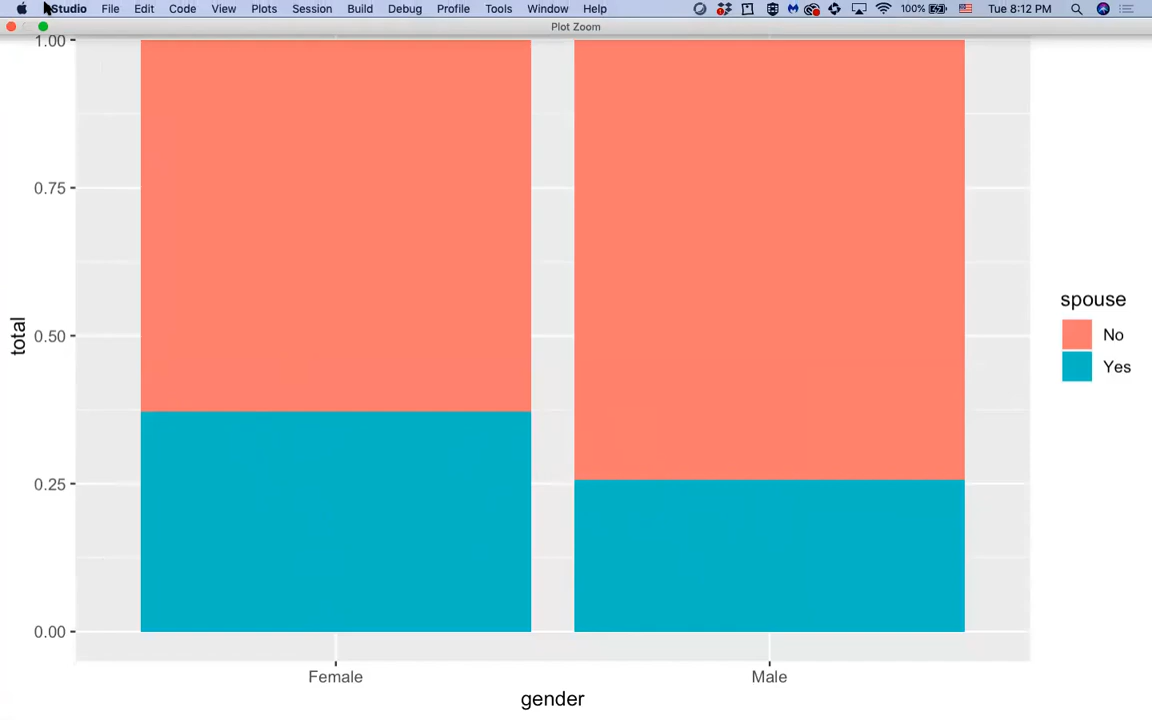 Studio File Edit Code View Plots Session Build Debug Profile Tools Window Help 100% Tue 8:12 PM
Plot Zoom
1.00
0.75
0.50
0.25
0.00
total
Female Male
gender
spouse
No
Yes